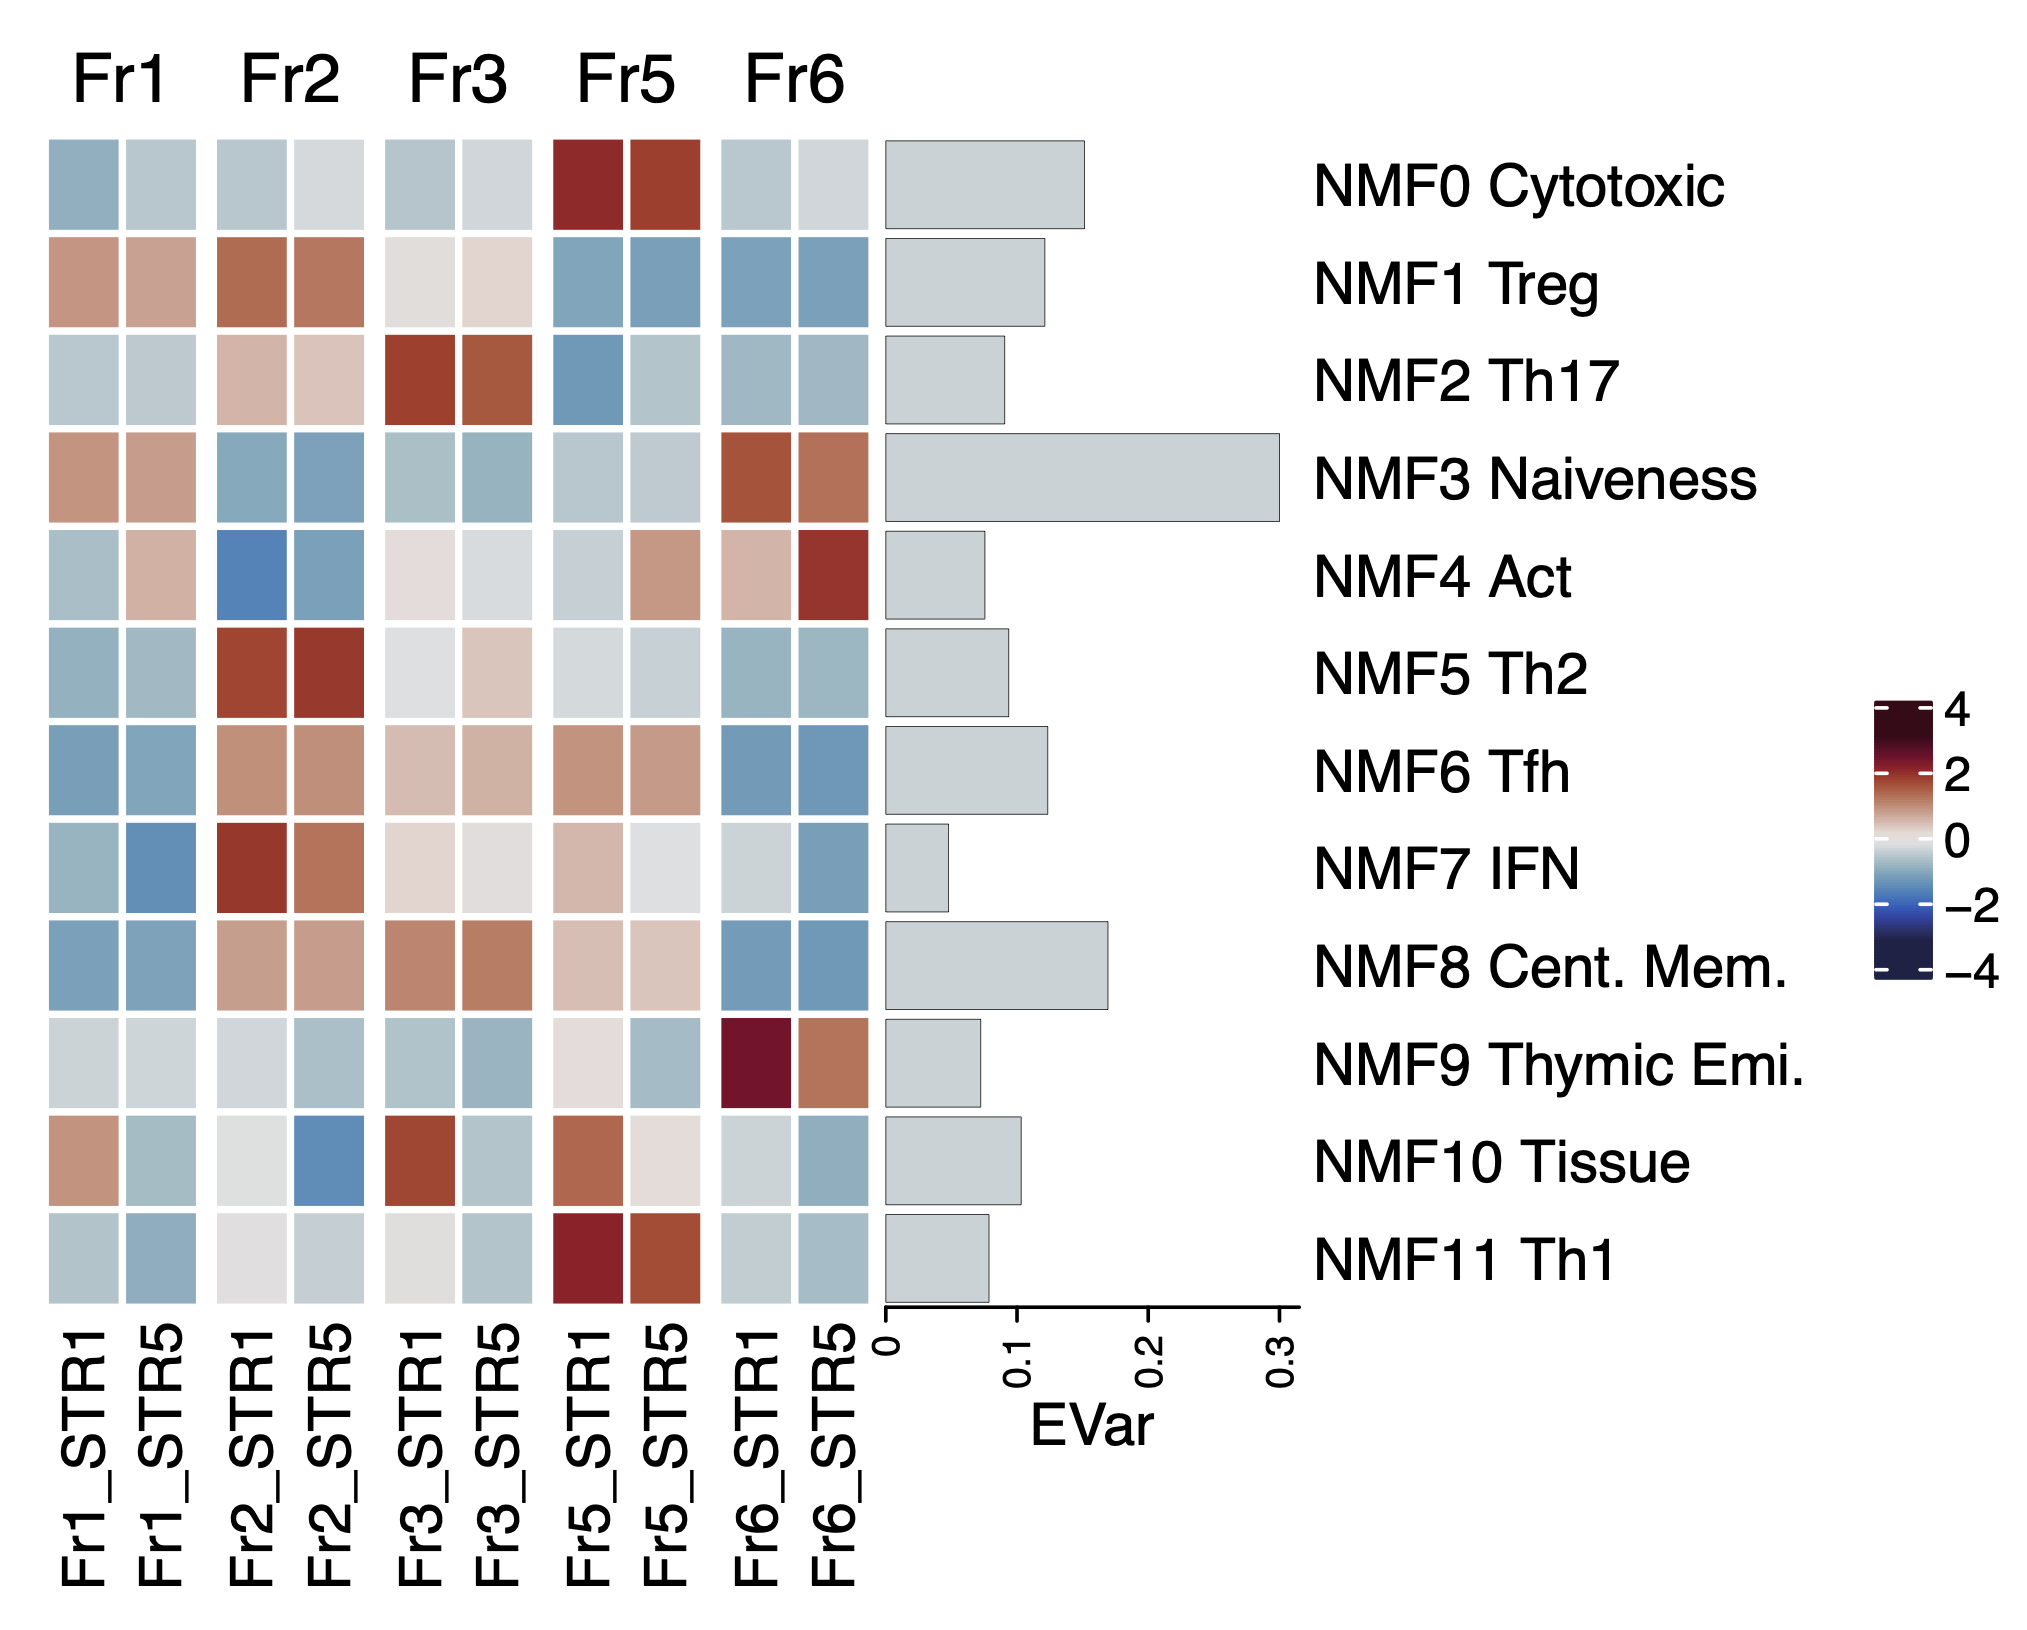 Fr1 Fr2 Fr3 Fr5 Fr6
NMF0 Cytotoxic
NMF1 Treg
NMF2 Th17
NMF3 Naiveness
NMF4 Act
NMF5 Th2
NMF6 Tfh
NMF7 IFN
NMF8 Cent. Mem.
NMF9 Thymic Emi.
NMF10 Tissue
NMF11 Th1
4
2
0
−2
−4
Fr1_STR1
Fr1_STR5
Fr2_STR1
Fr2_STR5
Fr3_STR1
Fr3_STR5
Fr5_STR1
Fr5_STR5
Fr6_STR1
Fr6_STR5
0
0.1
0.2
0.3
EVar